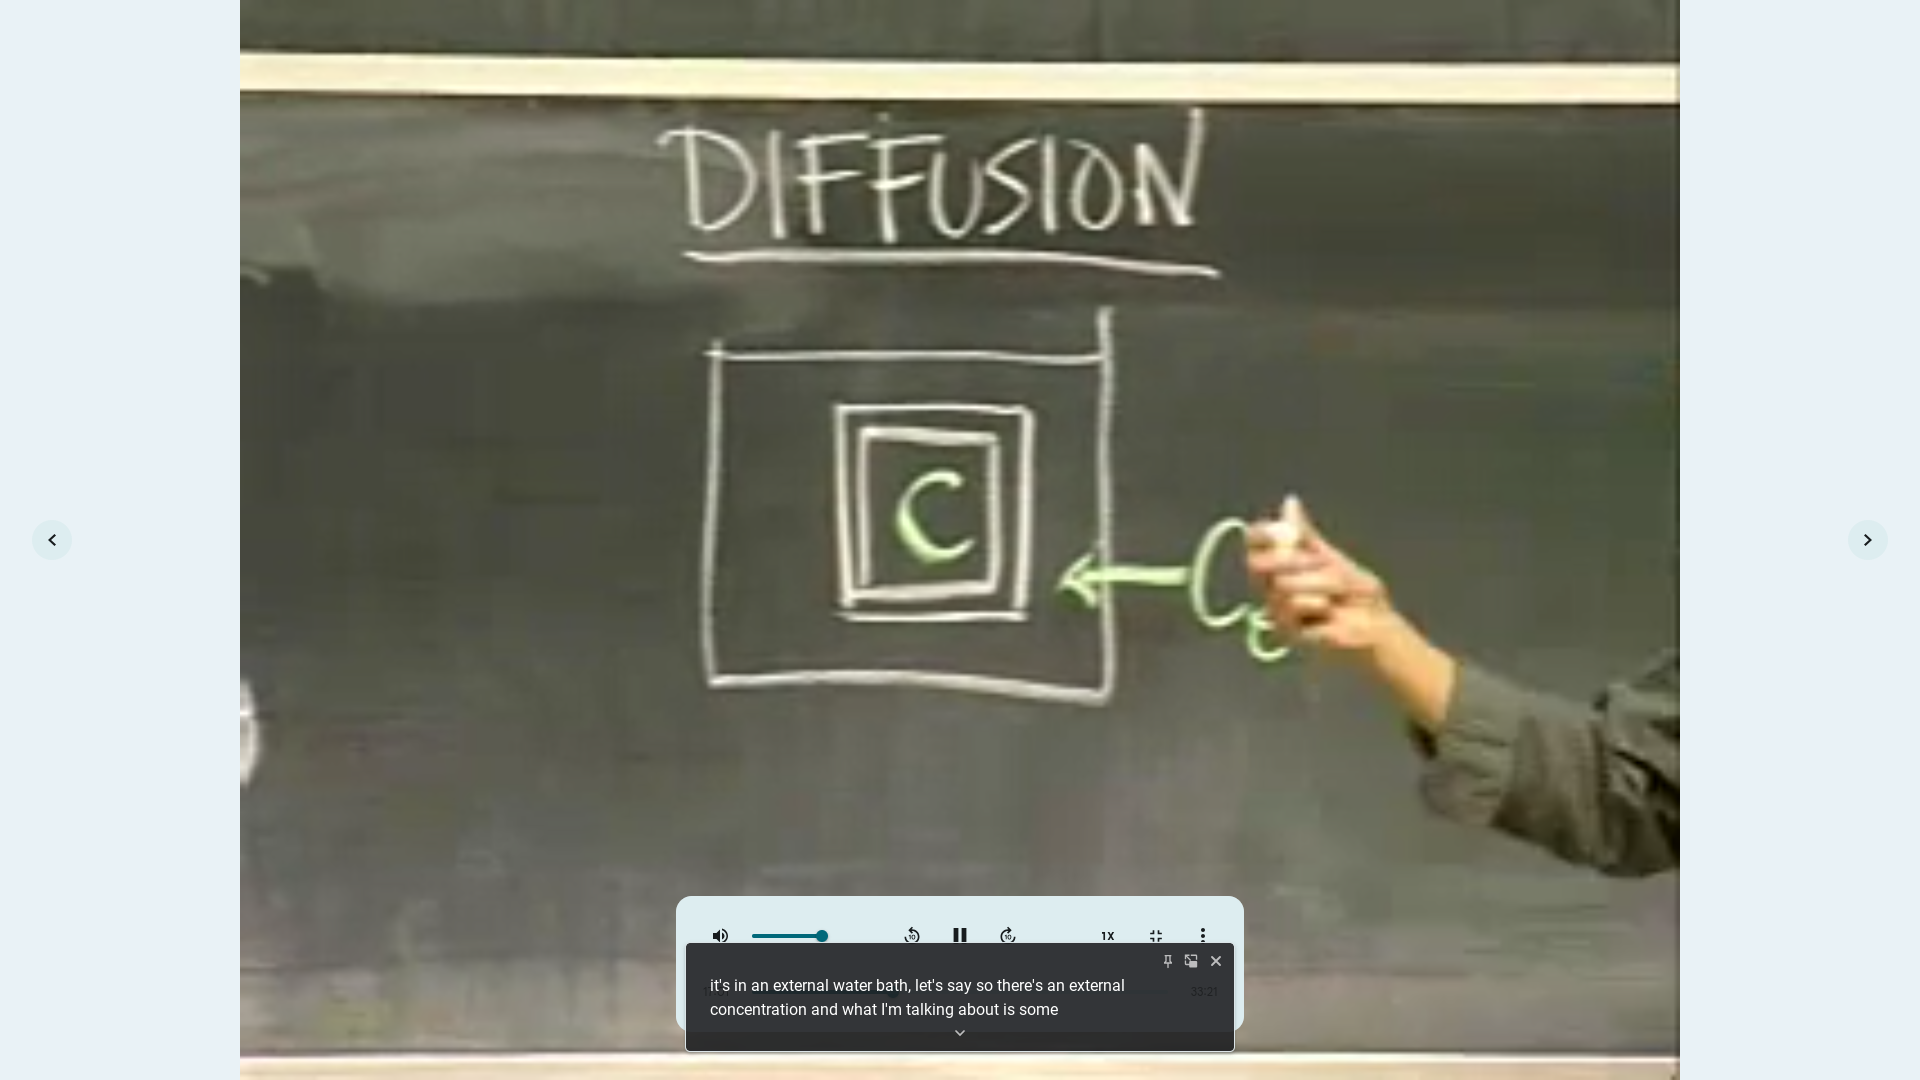 DIFFUSION
C
C
e
1X
33:21
it's in an external water bath, let's say so there's an external
concentration and what I'm talking about is some